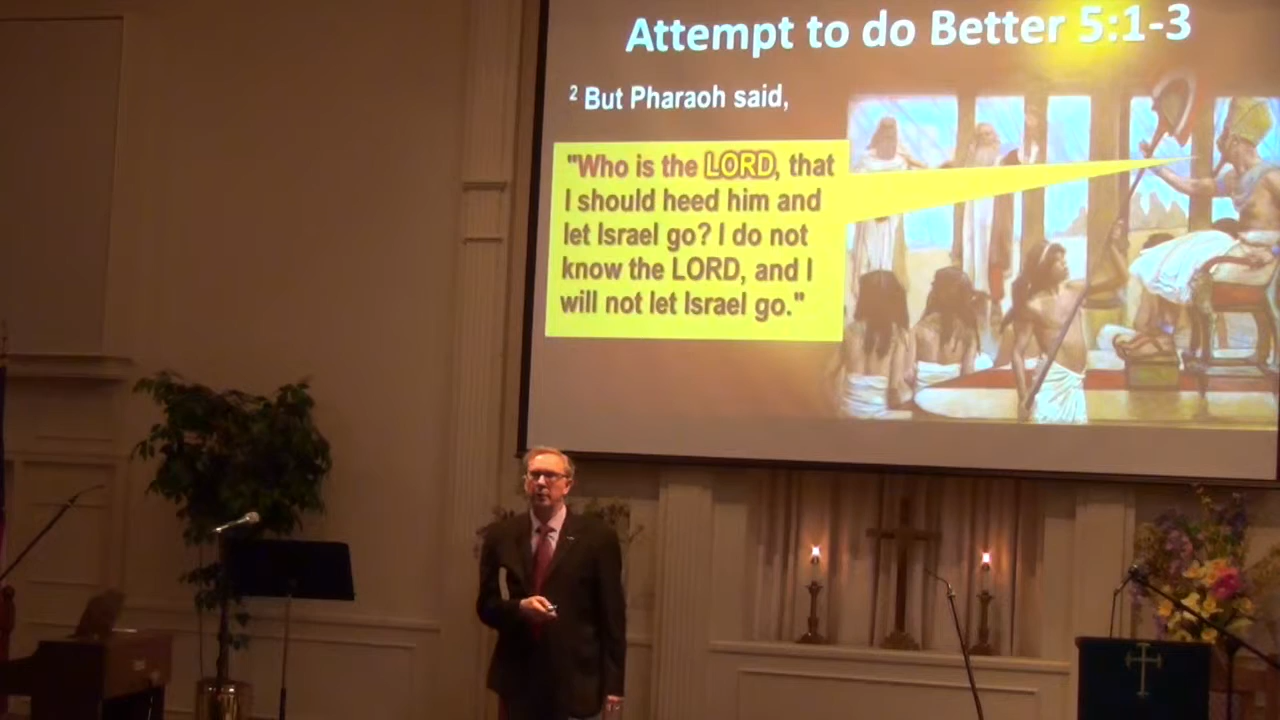 Attempt to do Better 5:1-3
2 But Pharaoh said,
"Who is the LORD, that
I should heed him and
let Israel go? I do not
know the LORD, and I
will not let Israel go."